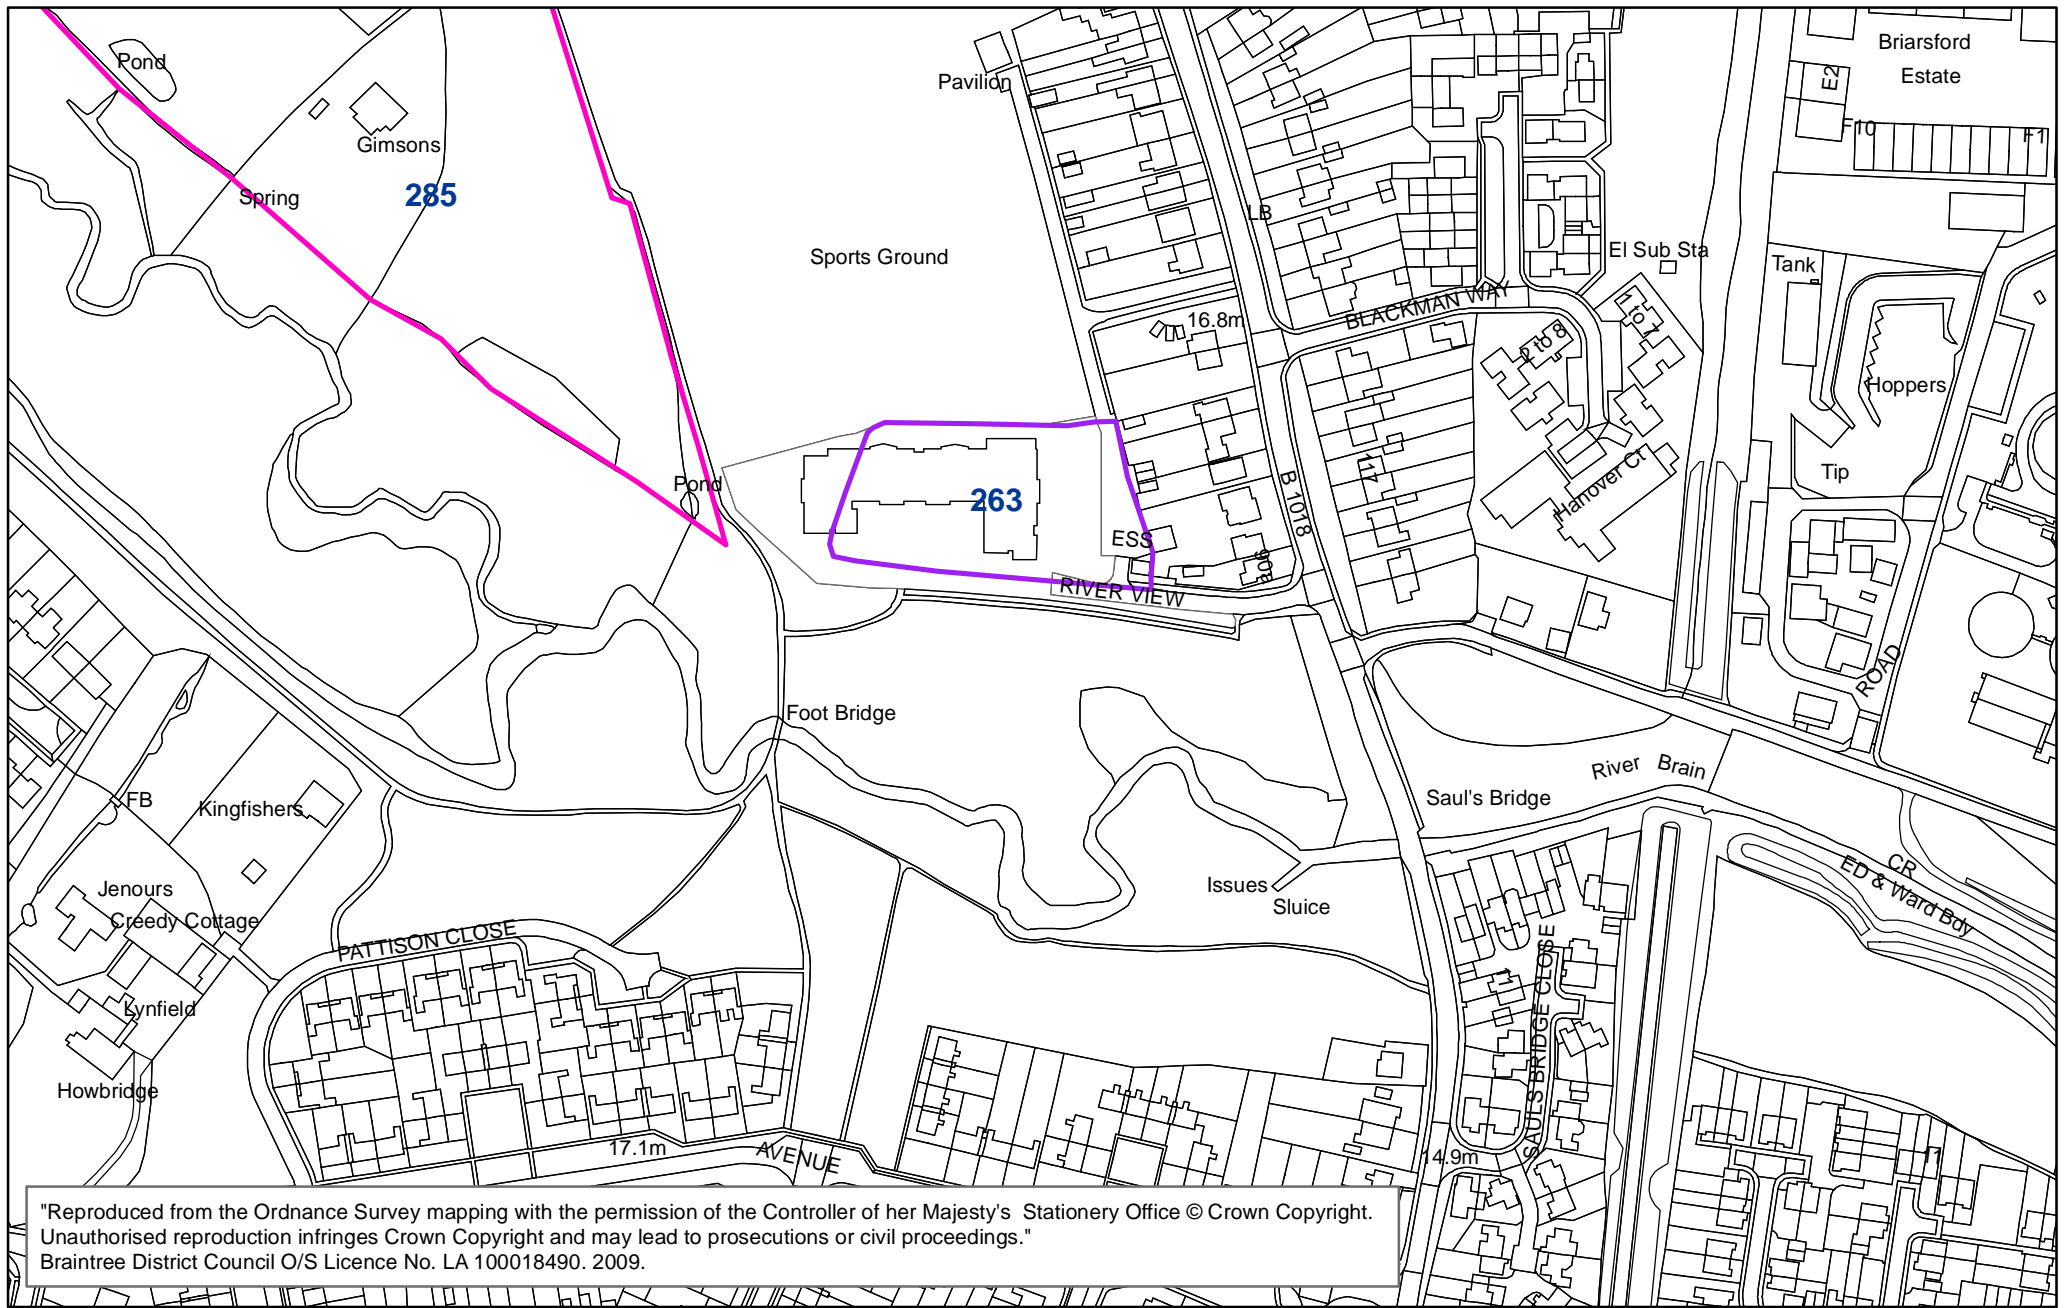 Pond
Gimsons
Spring
285
Pavilion
Sports Ground
LB
Briarsford
Estate
E2
F10
F1
El Sub Sta
Tank
16.8m
BLACKMAN WAY
1 to 7
2 to 8
Hoppers
Tip
Hanover Ct
117
B 1018
Pond
263
ESS
90a
RIVER VIEW
ROAD
Foot Bridge
River Brain
Saul's Bridge
FB
Kingfishers
Jenours
Creedy Cottage
Issues
Sluice
CR
ED & Ward Bdy
PATTISON CLOSE
Lynfield
Howbridge
11
SAULS BRIDGE CLOSE
17.1m
AVENUE
14.9m
11
"Reproduced from the Ordnance Survey mapping with the permission of the Controller of her Majesty's Stationery Office © Crown Copyright.
Unauthorised reproduction infringes Crown Copyright and may lead to prosecutions or civil proceedings."
Braintree District Council O/S Licence No. LA 100018490. 2009.